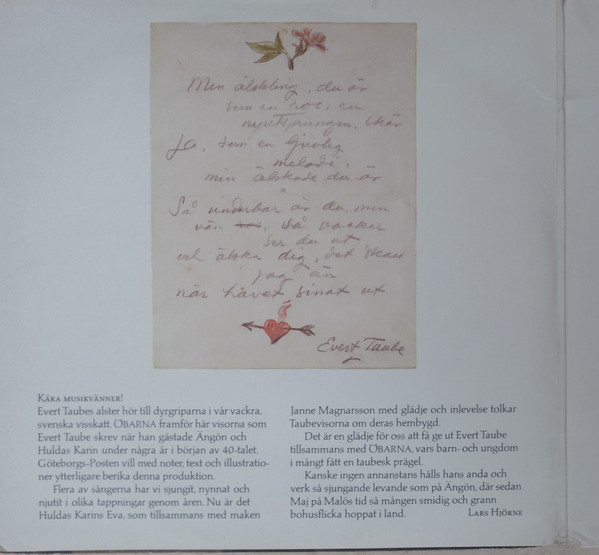 Min älskling, du är
som en ros, en
nyutsprungen, skär
Ja, som en ljuvlig
melodi,
min älskade du är
Så underbar är du, min
vän ros, så vacker
ser du ut
och älska dig, det skall
jag än
när havet sinat ut
Evert Taube
KÄRA MUSIKVÄNNER!
Evert Taubes alster hör till dyrgriparna i vår vackra,
svenska visskatt. ÖBARNA framför här visorna som
Evert Taube skrev när han gästade Ängön och
Huldas Karin under några år i början av 40-talet.
Göteborgs-Posten vill med noter, text och illustratio-
ner ytterligare berika denna produktion.
Flera av sångerna har vi sjungit, nynnat och
njutit i olika tappningar genom åren. Nu är det
Huldas Karins Eva, som tillsammans med maken
Janne Magnarsson med glädje och inlevelse tolkar
Taubevisorna om deras hembygd.
Det är en glädje för oss att få ge ut Evert Taube
tillsammans med ÖBARNA, vars barn- och ungdom
i mångt fått en taubesk prägel.
Kanske ingen annanstans hålls hans anda och
verk så sjungande levande som på Ängön, där sedan
Maj på Malös tid så mången smidig och grann
bohusflicka hoppat i land.
LARS HJÖRNE